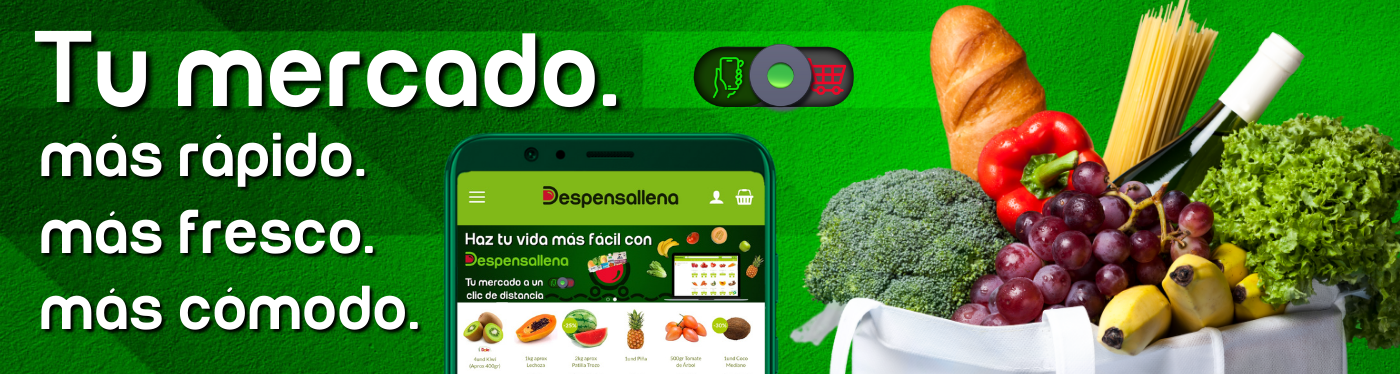 Tu mercado.
más rápido.
más fresco.
más cómodo.
Despensallena
Haz tu vida más fácil con
Despensallena
Tu mercado a un
clic de distancia
-25%
-30%
4und Kiwi
(Aprox 400gr)
1kg aprox
Lechoza
2kg aprox
Patilla Trozo
1und Piña
500gr Tomate
de Árbol
1und Coco
Mediano